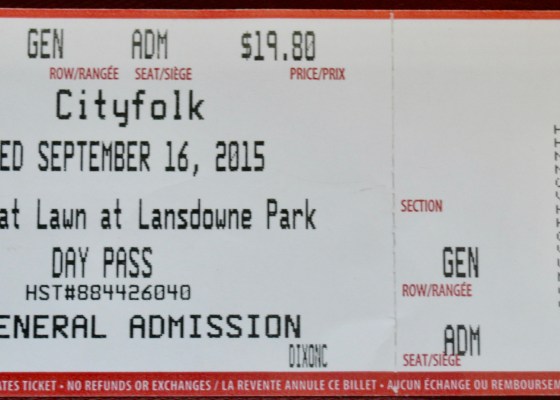 GEN ADM $19.80
ROW/RANGÉE SEAT/SIÈGE PRICE/PRIX
Cityfolk
ED SEPTEMBER 16, 2015
at Lawn at Lansdowne Park
DAY PASS
HST#884426040
ENERAL ADMISSION
DIXONC
ATES TICKET • NO REFUNDS OR EXCHANGES / LA REVENTE ANNULE CE BILLET • AUCUN ÉCHANGE OU REMBOURSEM
SECTION
GEN
ROW/RANGÉE
ADM
SEAT/SIÈGE